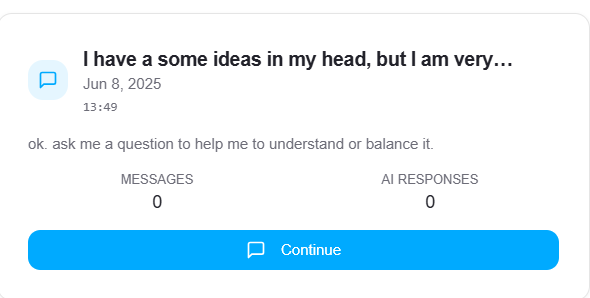 I have a some ideas in my head, but I am very...
Jun 8, 2025
13:49
ok. ask me a question to help me to understand or balance it.
MESSAGES
AI RESPONSES
0
0
Continue